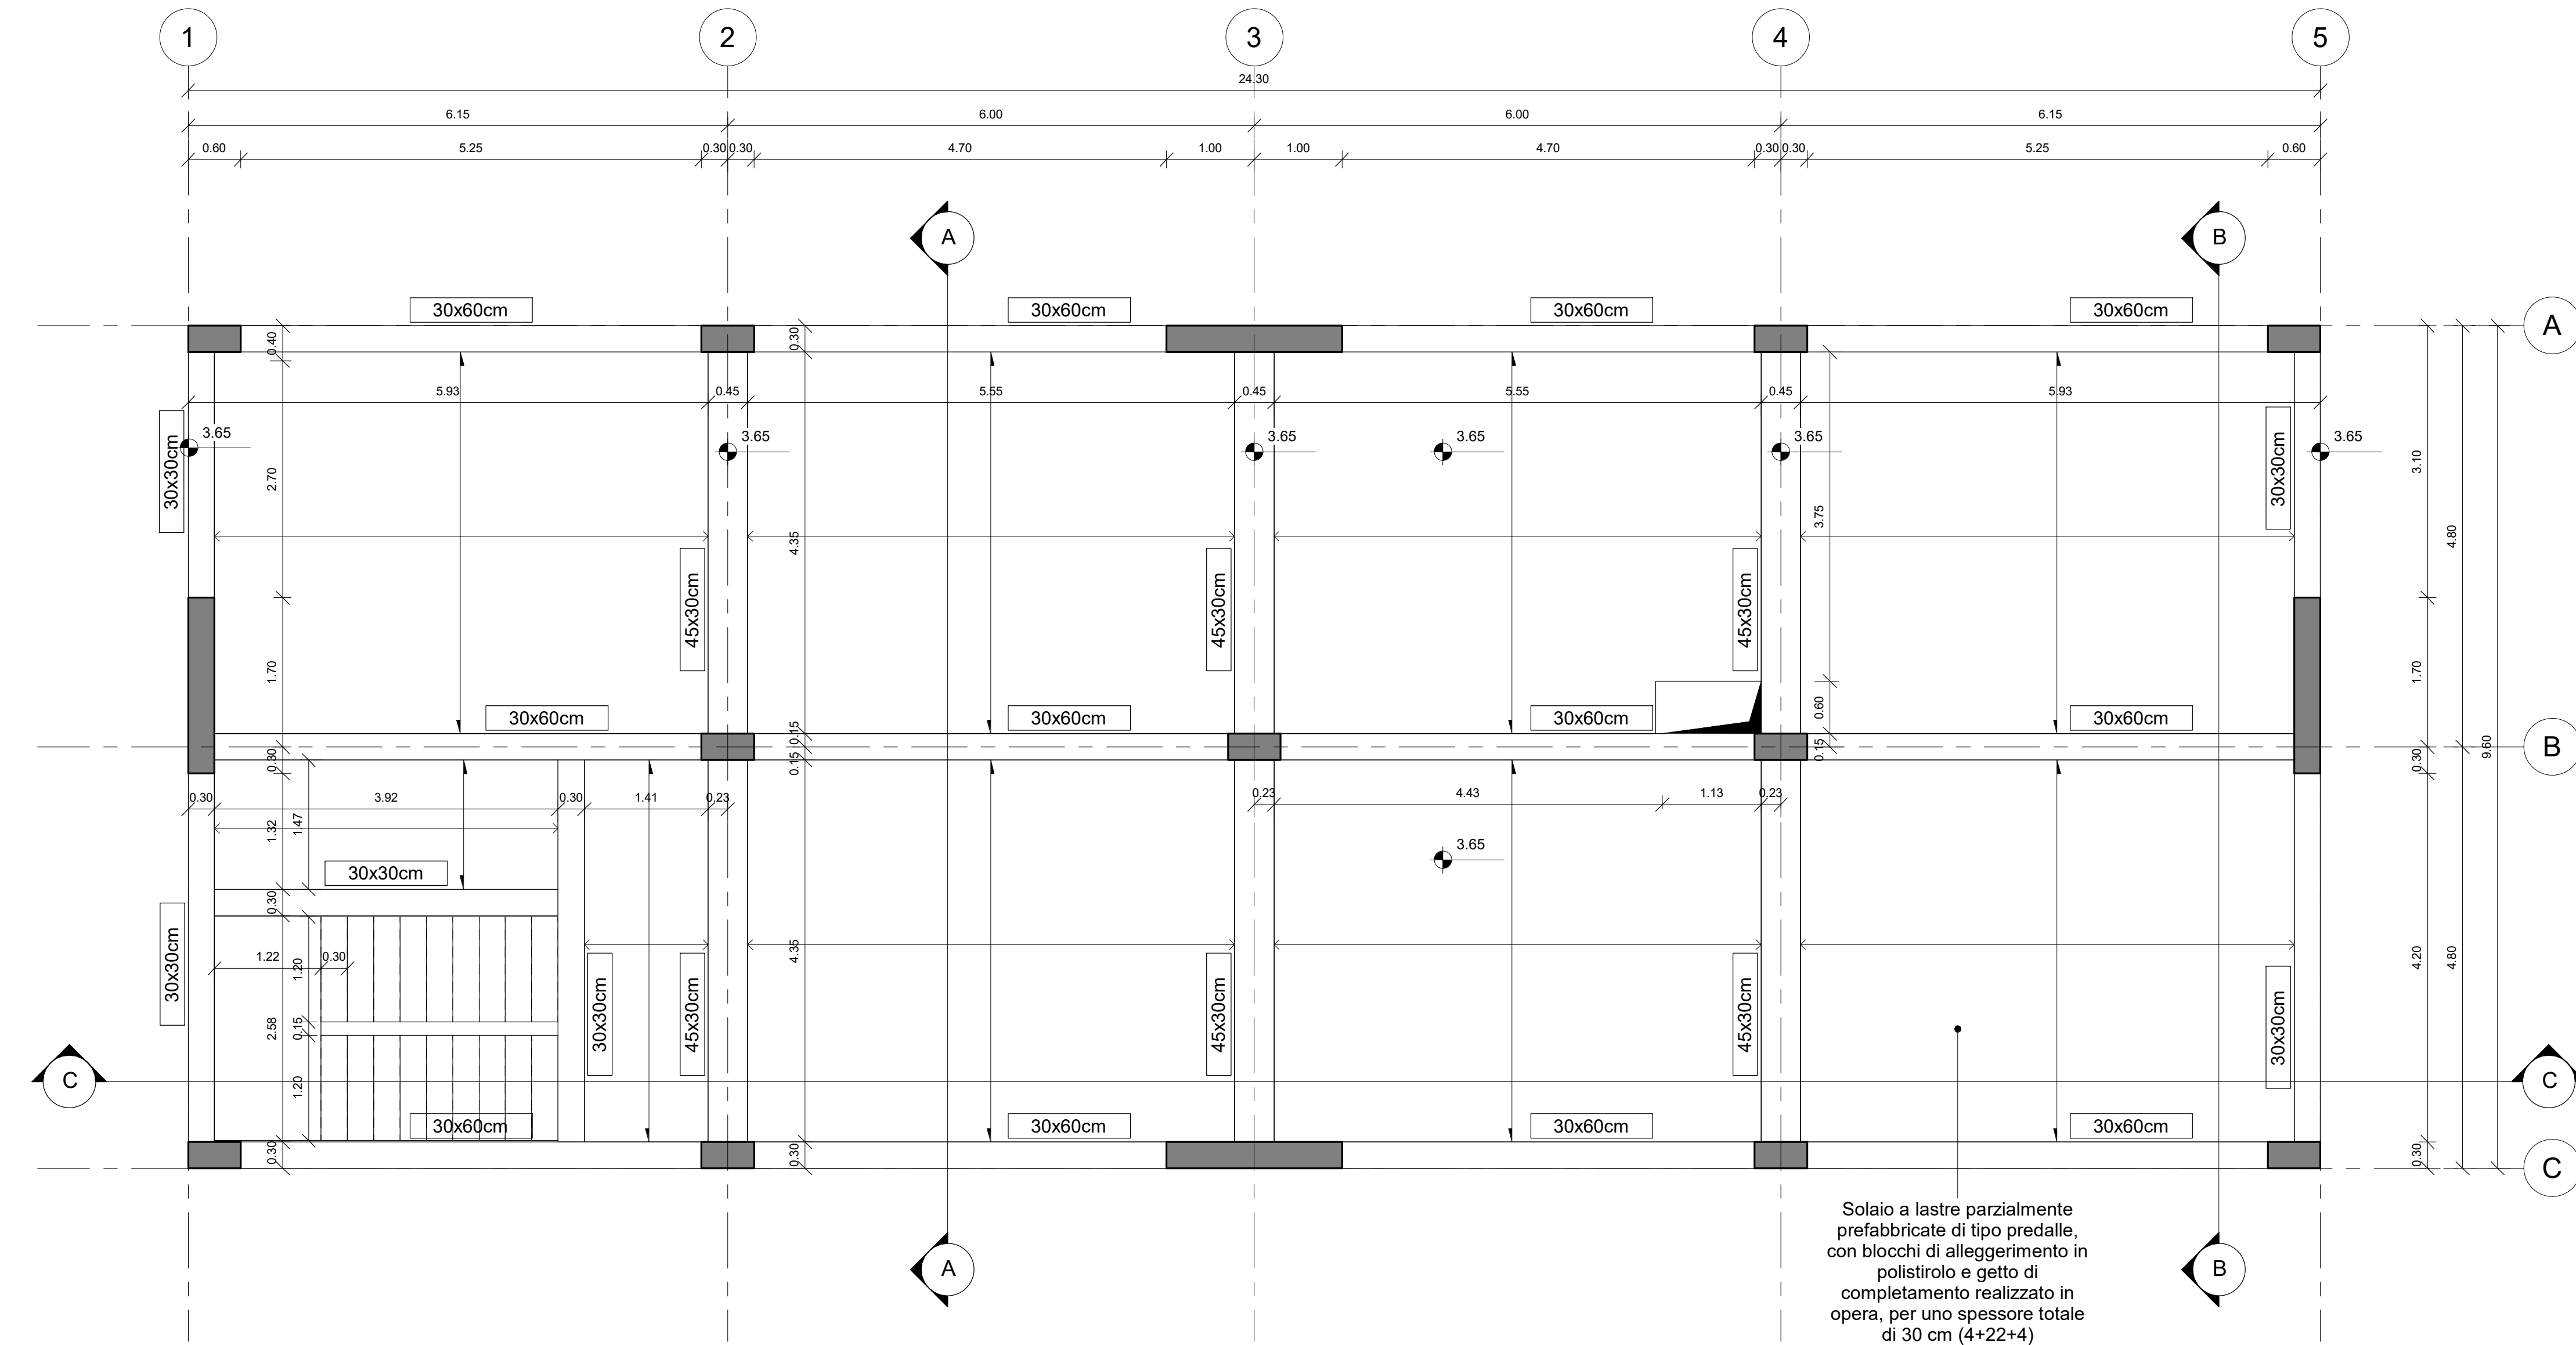 1 2 3 4 5
24.30
6.15 6.00 6.00 6.15
0.60 5.25 0.30 0.30 4.70 1.00 1.00 4.70 0.30 0.30 5.25 0.60
A B
30x60cm 30x60cm 30x60cm 30x60cm
A
0.40 0.30
5.93 0.45 5.55 0.45 5.55 0.45 5.93
3.65 3.65 3.65 3.65 3.65 3.65
30x30cm 2.70 30x30cm 3.10
4.35 3.75 4.80
45x30cm 45x30cm 45x30cm
1.70 1.70
0.60
30x60cm 30x60cm 30x60cm 30x60cm
0.15 B
0.30 0.15 0.15 0.30 9.60
0.30 3.92 0.30 1.41 0.23 0.23 4.43 1.13 0.23
1.32 1.47
3.65
30x30cm
0.30
30x30cm 1.22 0.30 1.20 4.35 4.20 4.80
30x30cm 45x30cm 45x30cm 45x30cm 30x30cm
2.58 0.15
C C
1.20
30x60cm 30x60cm 30x60cm 30x60cm
0.30 0.30 0.30 C
Solaio a lastre parzialmente
prefabbricate di tipo predalle,
con blocchi di alleggerimento in
polistirolo e getto di
completamento realizzato in
opera, per uno spessore totale
di 30 cm (4+22+4)
A B